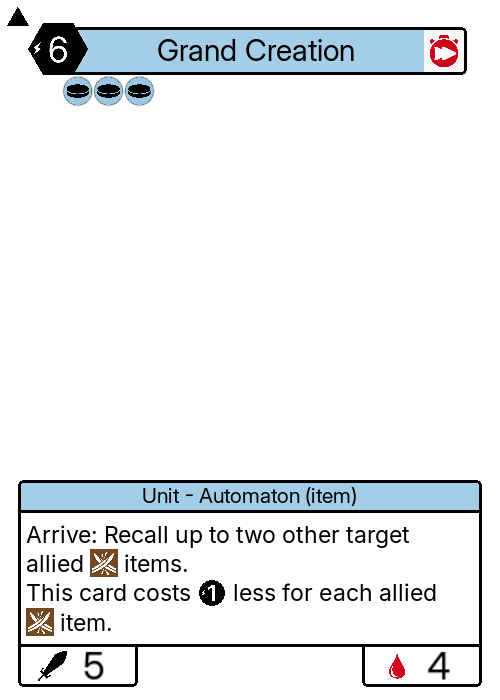 6
Grand Creation
Unit - Automaton (item)
Arrive: Recall up to two other target
allied items.
This card costs 1 less for each allied
item.
5
4